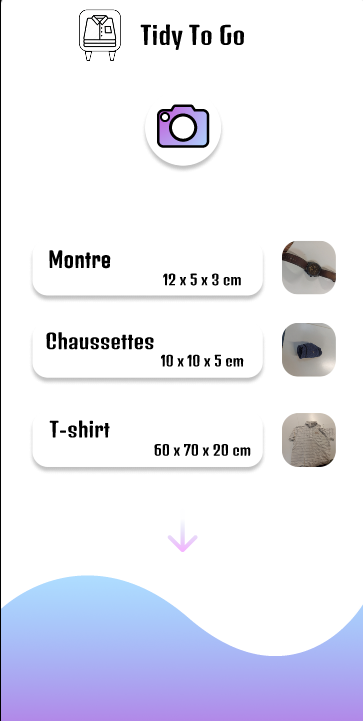 Tidy To Go
Montre
12 x 5 x 3 cm
Chaussettes
10 x 10 x 5 cm
T-shirt
60 x 70 x 20 cm